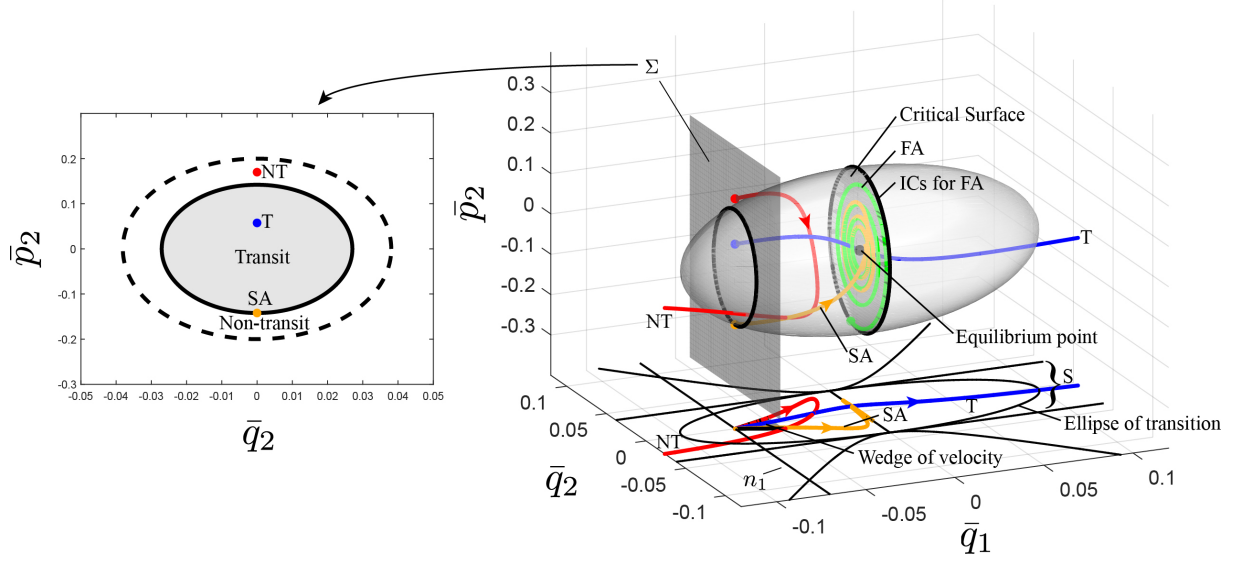 0.2
0.1
0
-0.1
-0.2
-0.3
-0.05
-0.04
-0.03
-0.02
-0.01
0
0.01
0.02
0.03
0.04
0.05
p̄2
q̄2
NT
T
Transit
SA
Non-transit
Σ
0.3
0.2
0.1
0
-0.1
-0.2
-0.3
p̄2
Critical Surface
FA
ICs for FA
T
NT
SA
Equilibrium point
S
SA
T
Ellipse of transition
NT
Wedge of velocity
n1
0.1
0.05
0
-0.05
-0.1
q̄2
-0.1
-0.05
0
0.05
0.1
q̄1